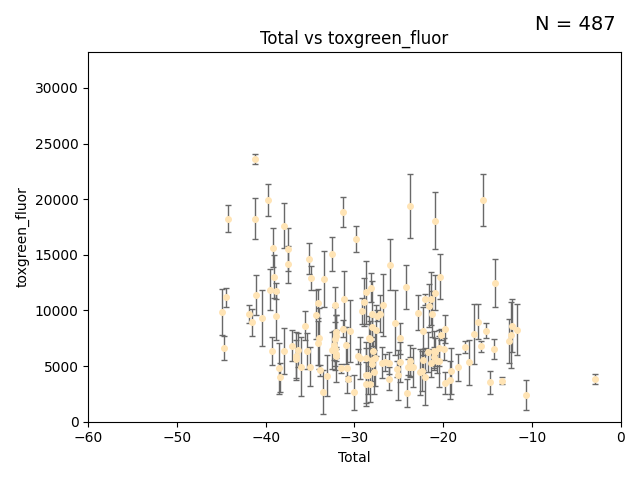 N = 487
Total vs toxgreen_fluor
30000
25000
20000
15000
10000
5000
0
toxgreen_fluor
−60 −50 −40 −30 −20 −10 0
Total